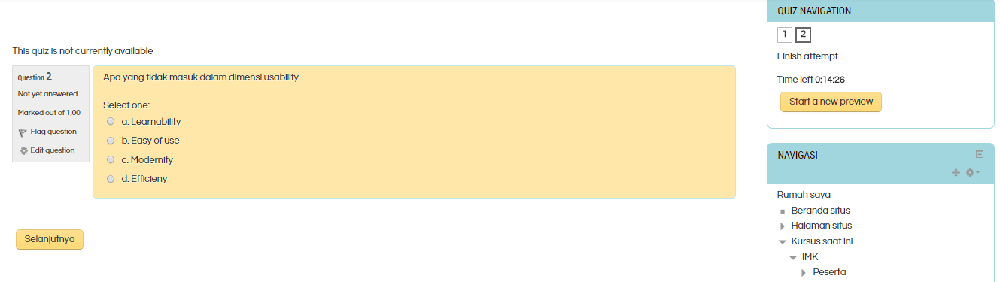 This quiz is not currently available
Question 2
Not yet answered
Marked out of 1,00
Flag question
Edit question
Apa yang tidak masuk dalam dimensi usability
Select one:
a. Learnability
b. Easy of use
c. Modernity
d. Efficieny
Selanjutnya
QUIZ NAVIGATION
1 2
Finish attempt ...
Time left 0:14:26
Start a new preview
NAVIGASI
Rumah saya
Beranda situs
Halaman situs
Kursus saat ini
IMK
Peserta